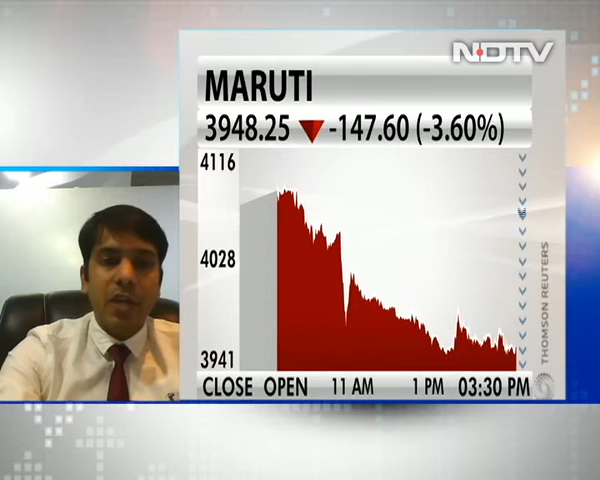 NDTV
MARUTI
3948.25 -147.60 (-3.60%)
4116
4028
3941
CLOSE OPEN 11 AM 1 PM 03:30 PM
THOMSON REUTERS